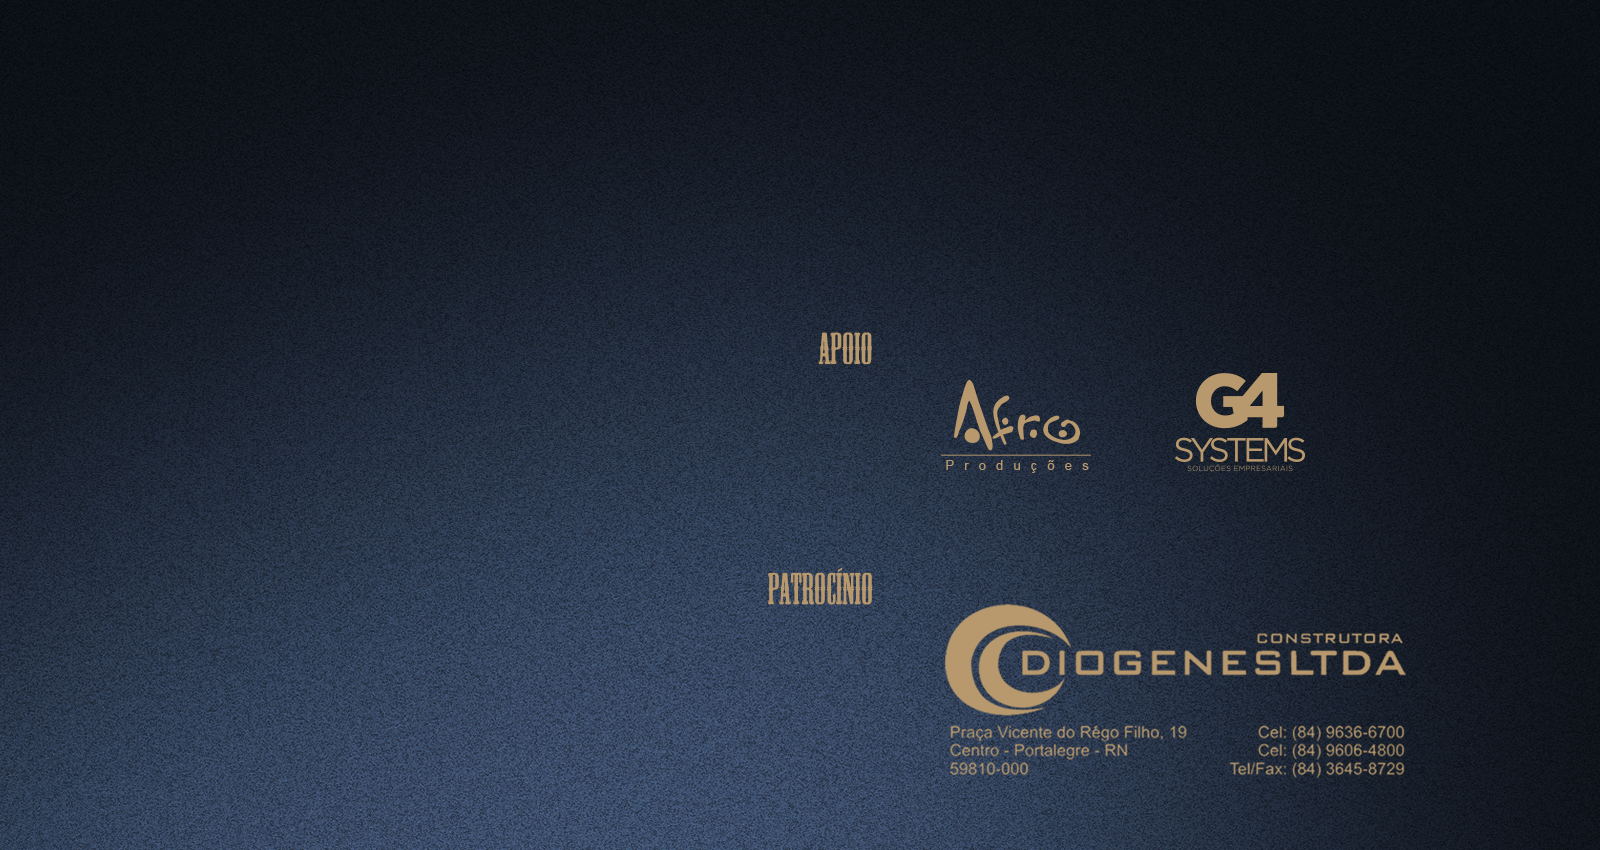 APOIO
Afro
Produções
G4
SYSTEMS
SOLUÇÕES EMPRESARIAIS
PATROCÍNIO
CONSTRUTORA
DIOGENESLTDA
Praça Vicente do Rêgo Filho, 19
Centro - Portalegre - RN
59810-000
Cel: (84) 9636-6700
Cel: (84) 9606-4800
Tel/Fax: (84) 3645-8729